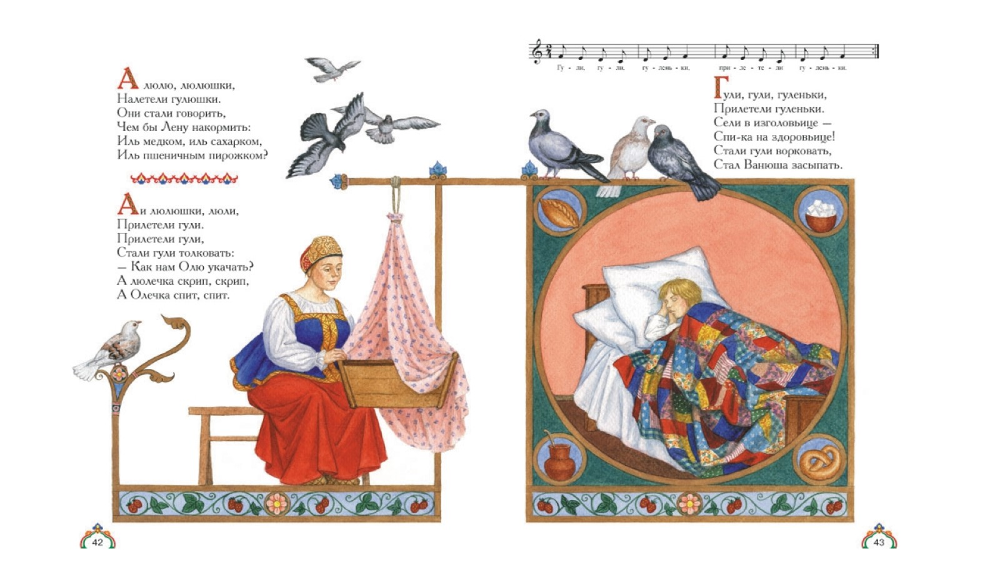 А люлю, люлюшки,
Налетели гулюшки.
Они стали говорить,
Чем бы Лену накормить:
Иль медком, иль сахарком,
Иль пшеничным пирожком?
Аи люлюшки, люли,
Прилетели гули.
Прилетели гули,
Стали гули толковать:
— Как нам Олю укачать?
А люлечка скрип, скрип,
А Олечка спит, спит.
42
Гу - ли, гу - ли, гу - лень - ки, при - ле - те - ли гу - лень - ки.
Гули, гули, гуленьки,
Прилетели гуленьки.
Сели в изголовьице —
Спи-ка на здоровьице!
Стали гули ворковать,
Стал Ванюша засыпать.
43